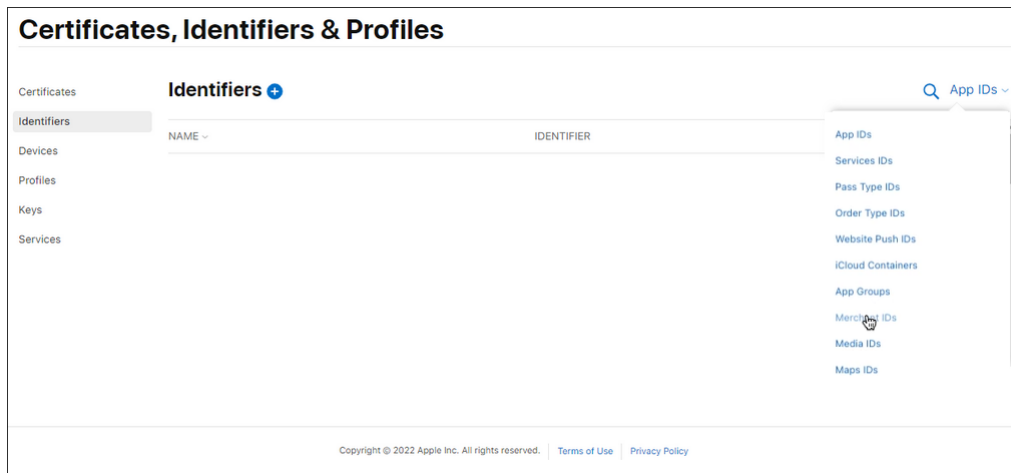 Certificates, Identifiers & Profiles
Certificates
Identifiers
Devices
Profiles
Keys
Services
Identifiers
App IDs
NAME
IDENTIFIER
App IDs
Services IDs
Pass Type IDs
Order Type IDs
Website Push IDs
iCloud Containers
App Groups
Merchant IDs
Media IDs
Maps IDs
Copyright © 2022 Apple Inc. All rights reserved. Terms of Use Privacy Policy